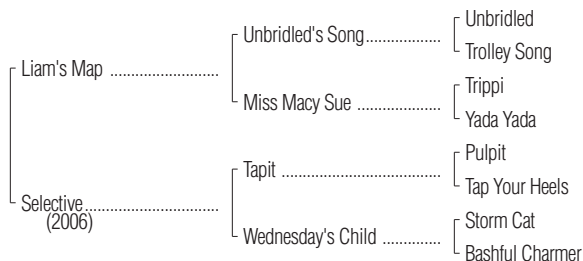 Unbridled
Unbridled's Song
Trolley Song
Liam's Map
Trippi
Miss Macy Sue
Yada Yada
Pulpit
Tapit
Tap Your Heels
Selective
(2006)
Storm Cat
Wednesday's Child
Bashful Charmer